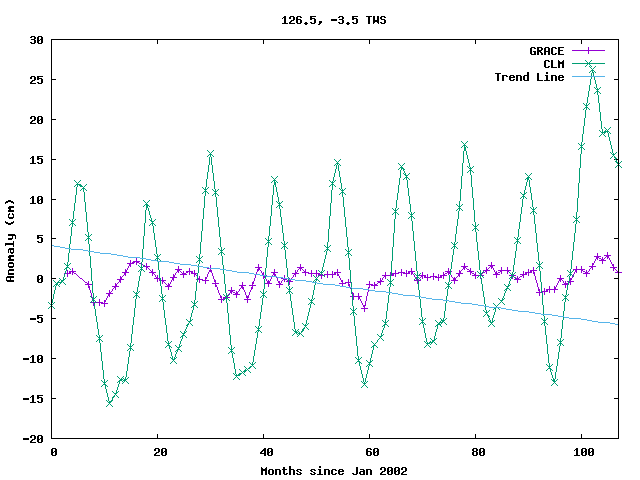 126.5, -3.5 TWS
GRACE
CLM
Trend Line
Anomaly (cm)
30
25
20
15
10
5
0
-5
-10
-15
-20
0 20 40 60 80 100
Months since Jan 2002